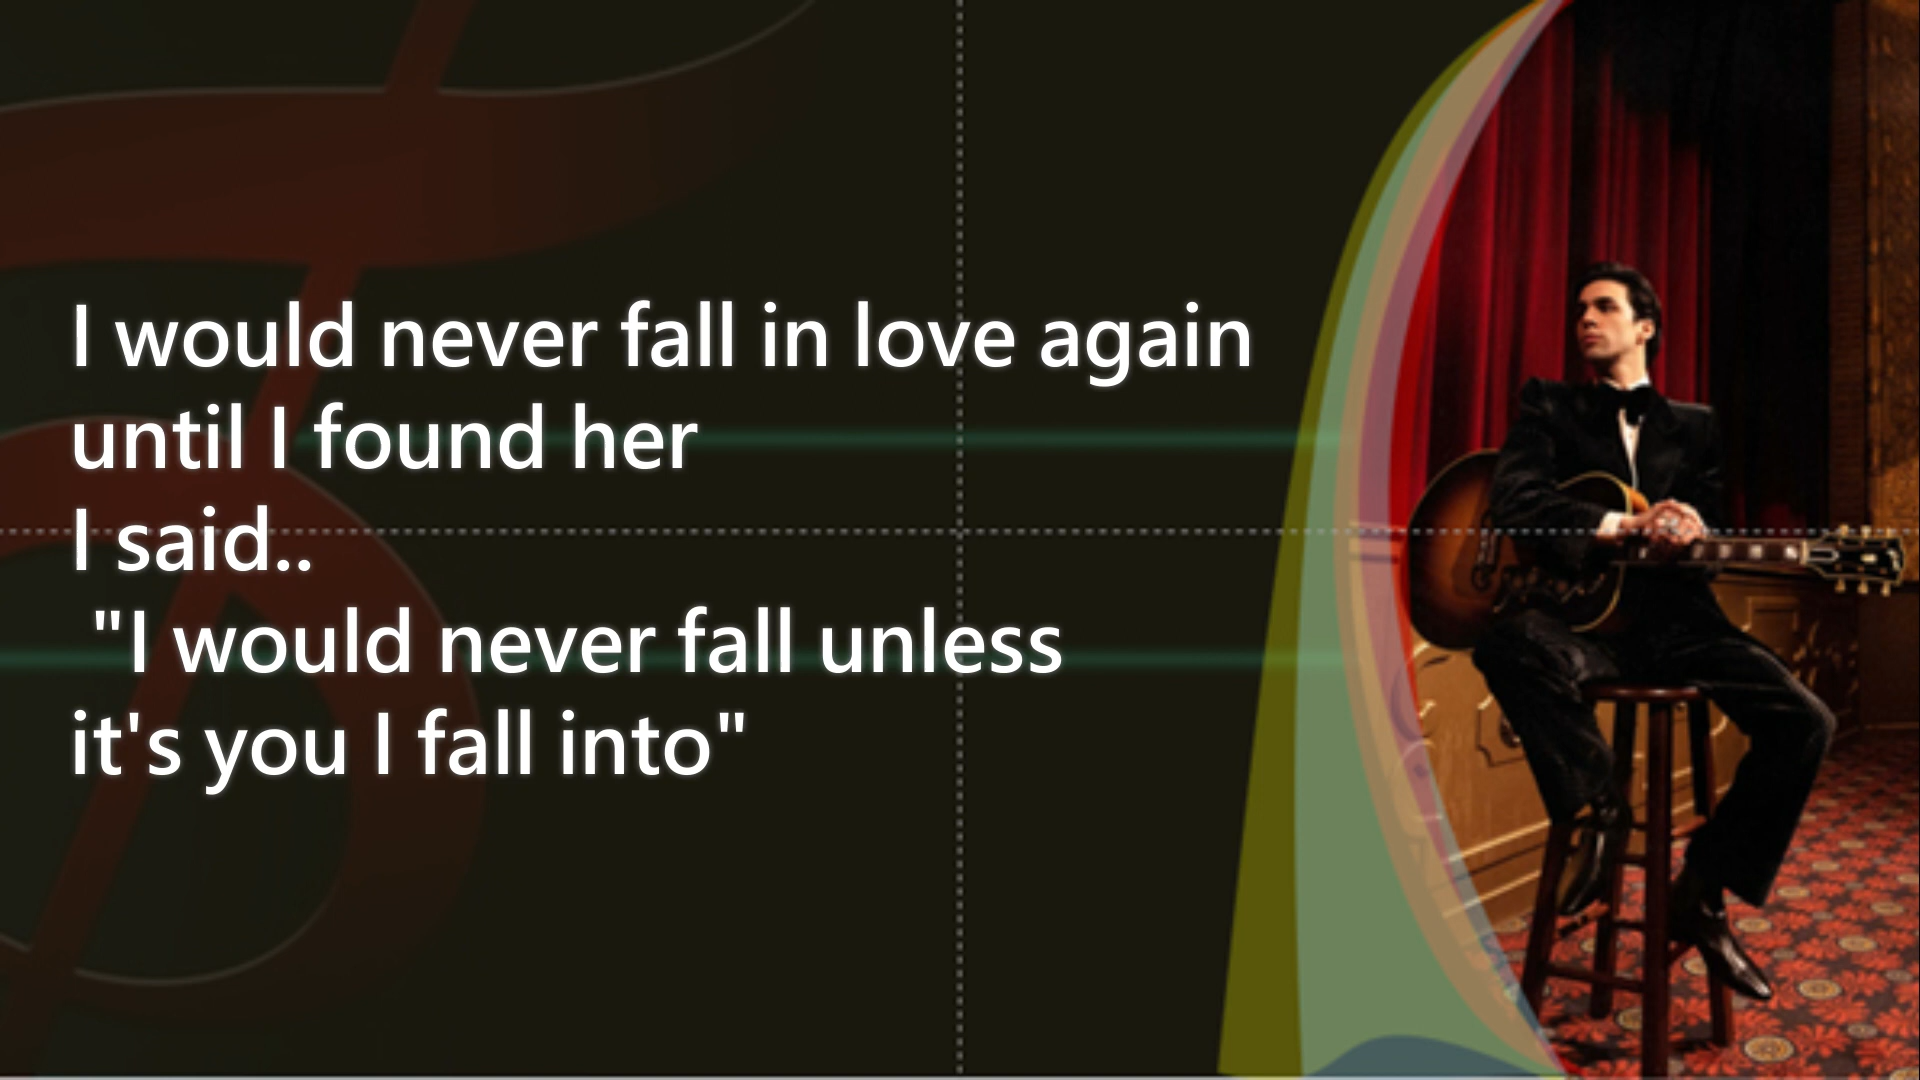 I would never fall in love again
until I found her
I said..
"I would never fall unless
it's you I fall into"